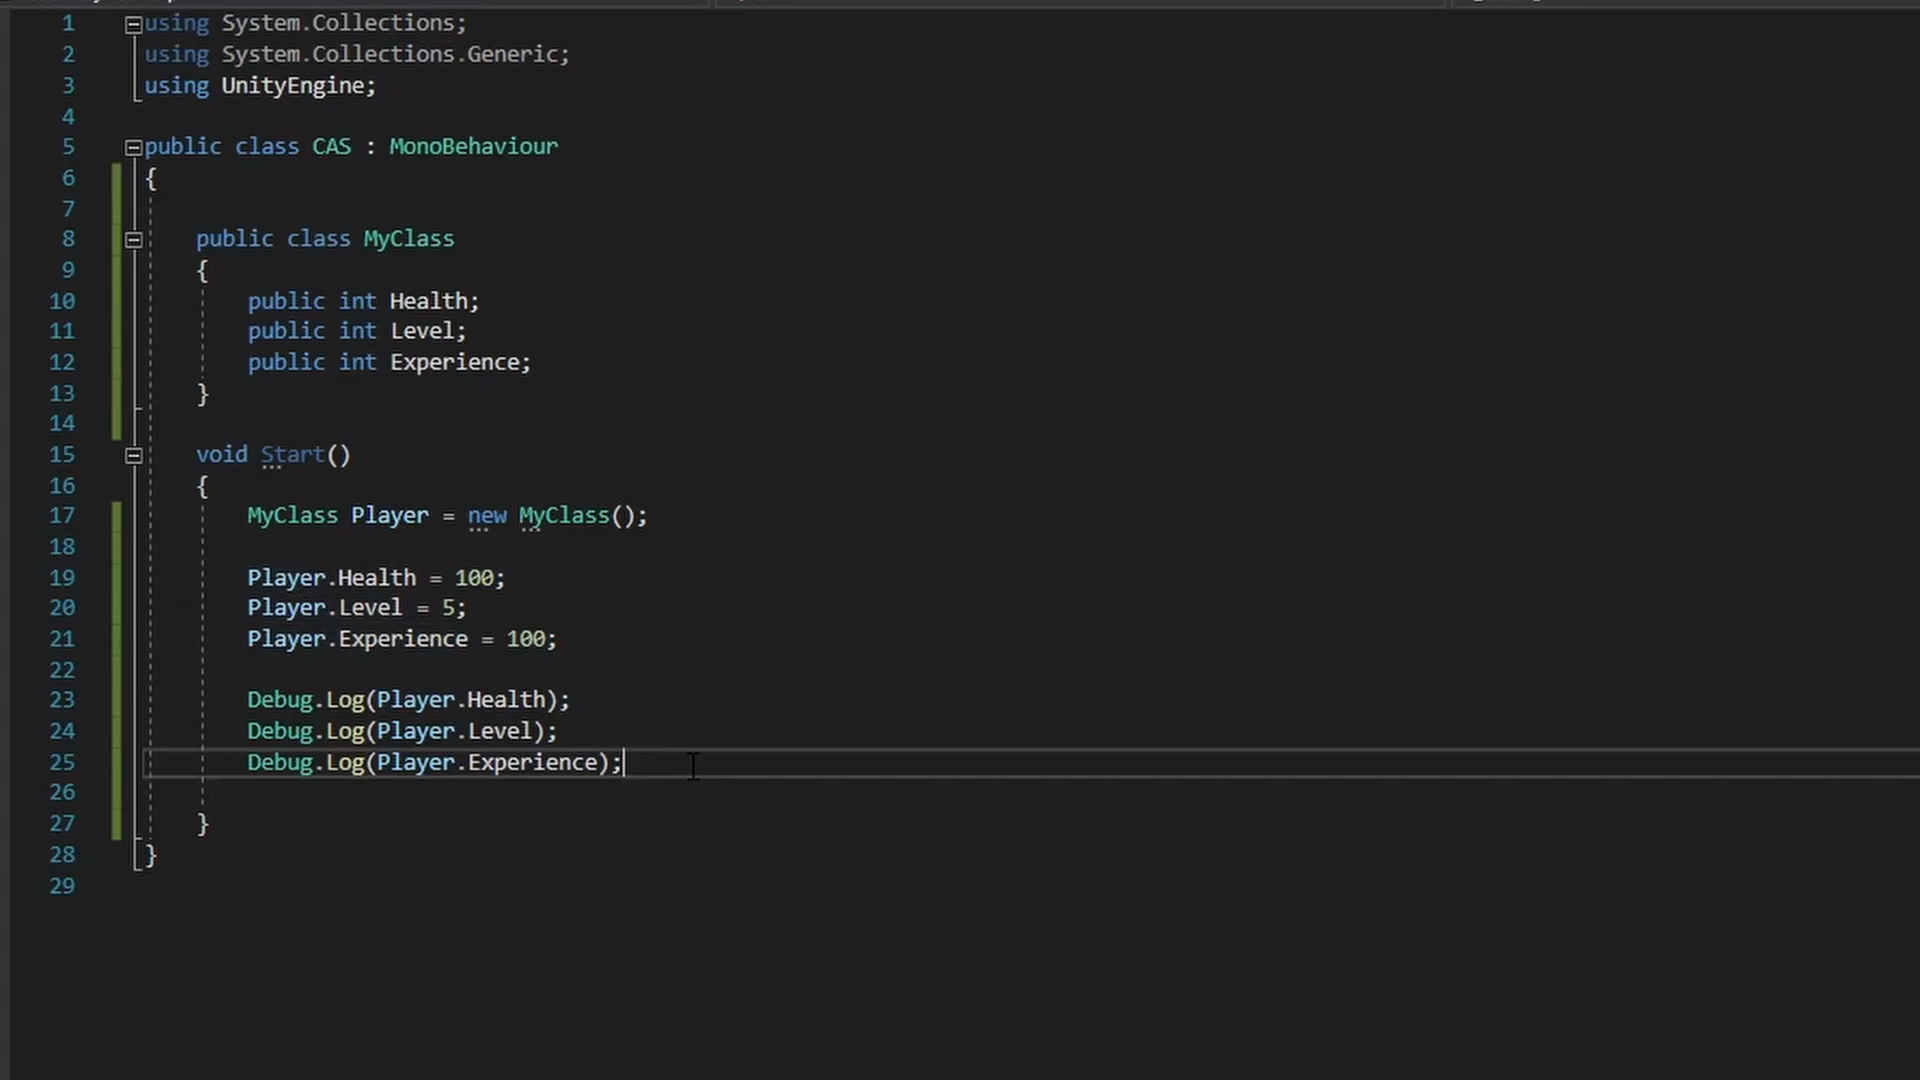 1 using System.Collections;
2 using System.Collections.Generic;
3 using UnityEngine;
4
5 public class CAS : MonoBehaviour
6 {
7
8 public class MyClass
9 {
10 public int Health;
11 public int Level;
12 public int Experience;
13 }
14
15 void Start()
16 {
17 MyClass Player = new MyClass();
18
19 Player.Health = 100;
20 Player.Level = 5;
21 Player.Experience = 100;
22
23 Debug.Log(Player.Health);
24 Debug.Log(Player.Level);
25 Debug.Log(Player.Experience);
26
27 }
28 }
29